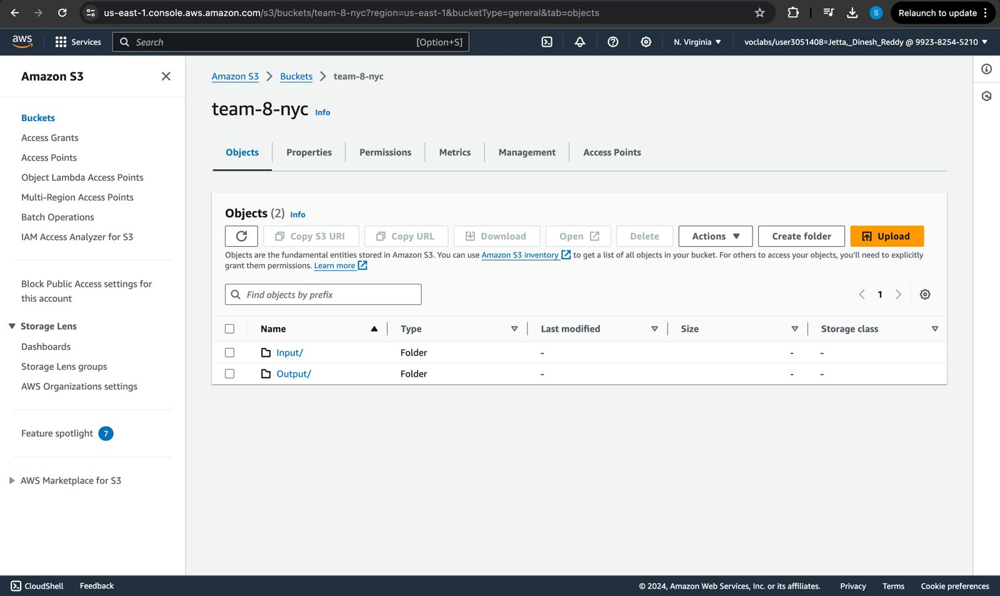 us-east-1.console.aws.amazon.com/s3/buckets/team-8-nyc?region=us-east-1&bucketType=general&tab=objects
S
Relaunch to update
aws
Services
Search
[Option+S]
N. Virginia
voclabs/user3051408=Jetta,_Dinesh_Reddy @ 9923-8254-5210
Amazon S3
Buckets
Access Grants
Access Points
Object Lambda Access Points
Multi-Region Access Points
Batch Operations
IAM Access Analyzer for S3
Block Public Access settings for
this account
Storage Lens
Dashboards
Storage Lens groups
AWS Organizations settings
Feature spotlight 7
AWS Marketplace for S3
Amazon S3 > Buckets > team-8-nyc
team-8-nyc Info
Objects Properties Permissions Metrics Management Access Points
Objects (2) Info
Copy S3 URI Copy URL Download Open Delete Actions Create folder Upload
Objects are the fundamental entities stored in Amazon S3. You can use Amazon S3 inventory to get a list of all objects in your bucket. For others to access your objects, you'll need to explicitly
grant them permissions. Learn more
Find objects by prefix
1
Name Type Last modified Size Storage class
Input/ Folder - - -
Output/ Folder - - -
CloudShell Feedback © 2024, Amazon Web Services, Inc. or its affiliates. Privacy Terms Cookie preferences